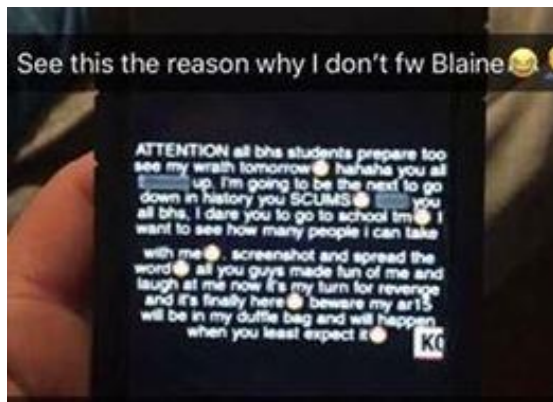 See this the reason why I don't fw Blaine😂
ATTENTION all bhs students prepare too
see my wrath tomorrow hahaha you all
up. I'm going to be the next to go
down in history you SCUMS you
all bhs, I dare you to go to school tm I
want to see how many people i can take
with me. screenshot and spread the
word all you guys made fun of me and
laugh at me now it's my turn for revenge
and it's finally here beware my ar15
will be in my duffle bag and will happen
when you least expect it
KO